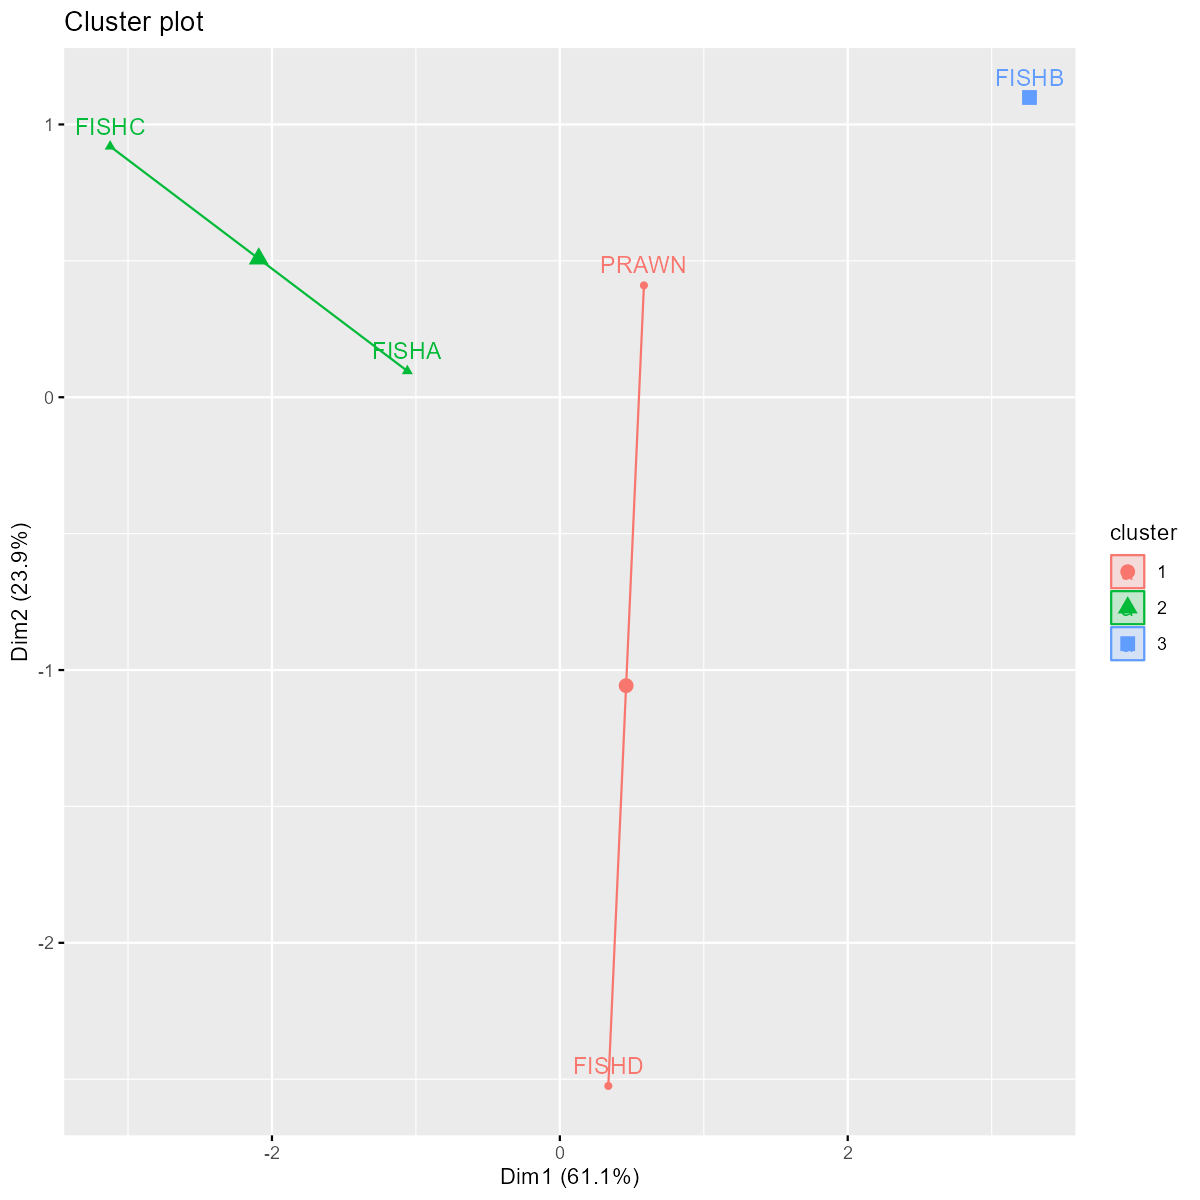 Cluster plot
FISHB
FISHC
PRAWN
FISHA
FISHD
1
0
-1
-2
Dim2 (23.9%)
-2
0
2
Dim1 (61.1%)
cluster
1
2
3